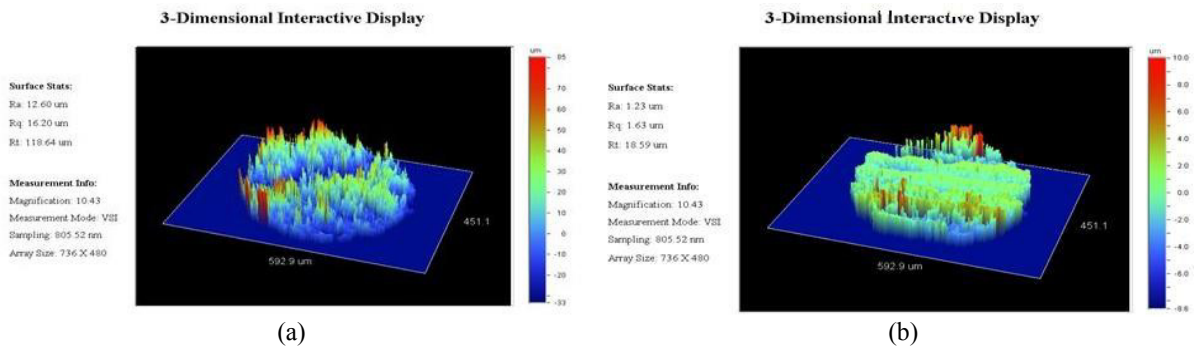 3-Dimensional Interactive Display
um
85
70
60
50
40
30
20
10
0
-10
-20
-33
Surface Stats:
Ra: 12.60 um
Rq: 16.20 um
Rt: 118.64 um
Measurement Info:
Magnification: 10.43
Measurement Mode: VSI
Sampling: 805.52 nm
Array Size: 736 X 480
451.1
592.9 um
(a)
3-Dimensional Interactive Display
um
10.0
8.0
6.0
4.0
2.0
0.0
-2.0
-4.0
-6.0
-8.6
Surface Stats:
Ra: 1.23 um
Rq: 1.63 um
Rt: 18.59 um
Measurement Info:
Magnification: 10.43
Measurement Mode: VSI
Sampling: 805.52 nm
Array Size: 736 X 480
451.1
592.9 um
(b)